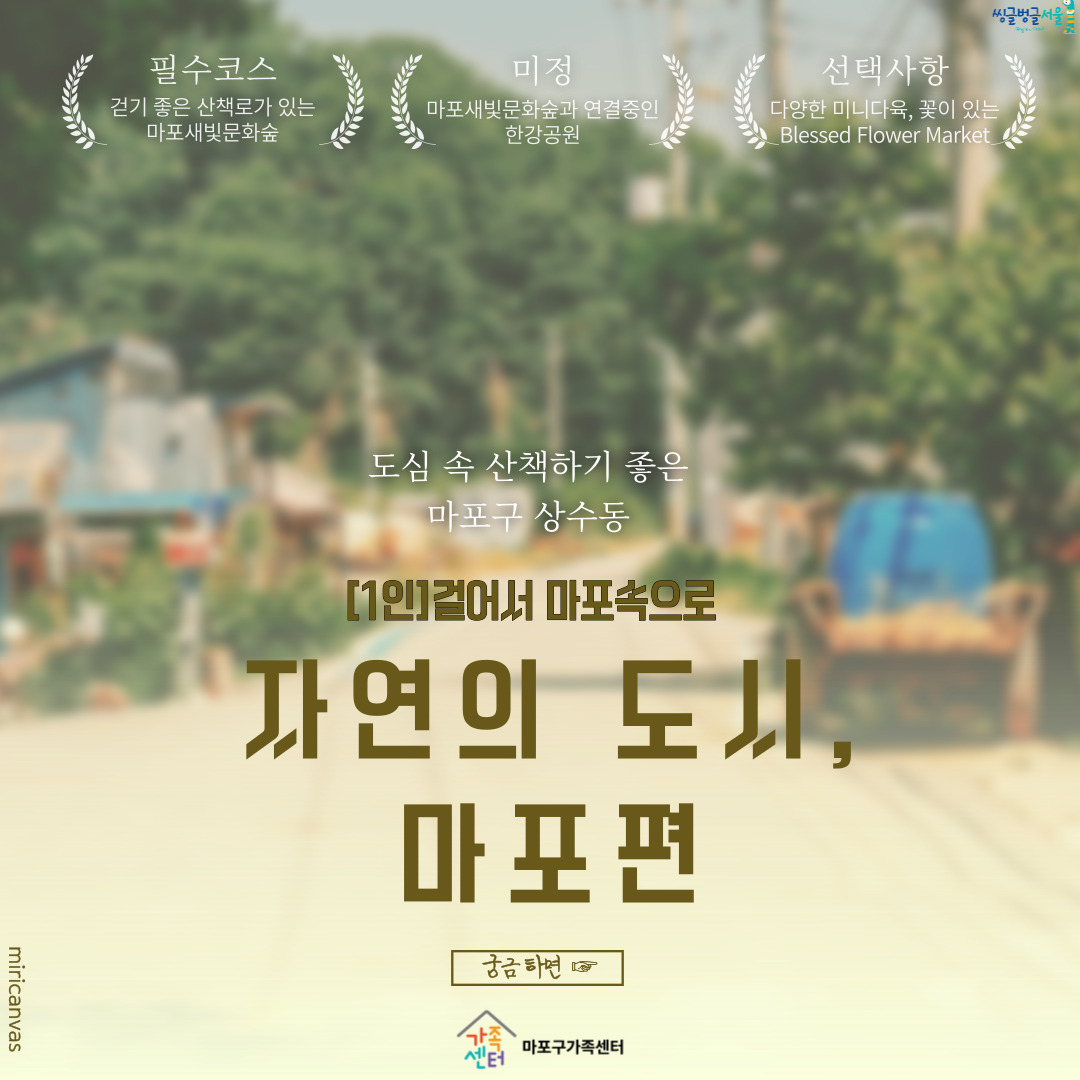 씽글벙글서울
필수코스
걷기 좋은 산책로가 있는
마포새빛문화숲
미정
마포새빛문화숲과 연결중인
한강공원
선택사항
다양한 미니다육, 꽃이 있는
Blessed Flower Market
도심 속 산책하기 좋은
마포구 상수동
[1인]걸어서 마포속으로
자연의 도시,
마포편
궁금하면 ☞
가족센터
마포구가족센터
miricanvas